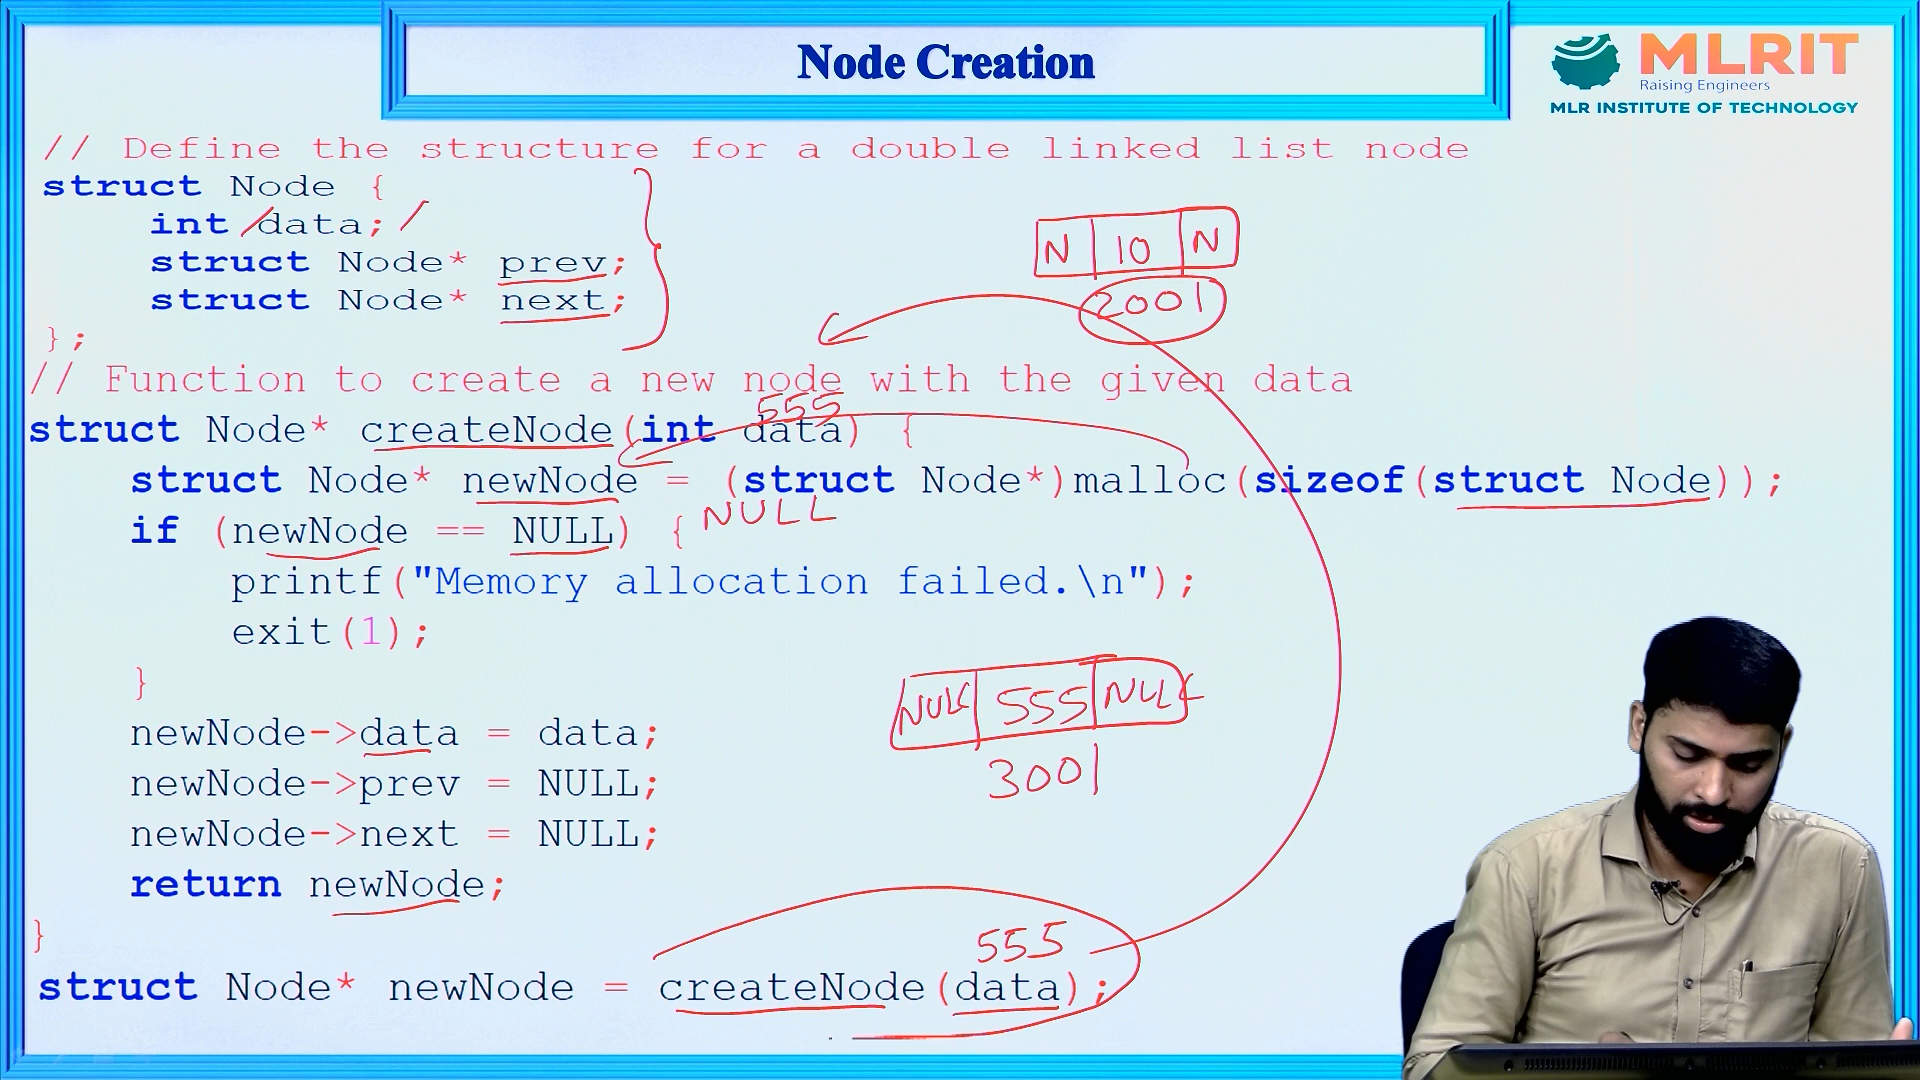 Node Creation
MLRIT
Raising Engineers
MLR INSTITUTE OF TECHNOLOGY
// Define the structure for a double linked list node
struct Node {
int data;
struct Node* prev;
struct Node* next;
};
N 10 N
2001
// Function to create a new node with the given data
555
struct Node* createNode(int data) {
struct Node* newNode = (struct Node*)malloc(sizeof(struct Node));
NULL
if (newNode == NULL) {
printf("Memory allocation failed.\n");
exit(1);
}
NULL 555 NULL
3001
newNode->data = data;
newNode->prev = NULL;
newNode->next = NULL;
return newNode;
}
555
struct Node* newNode = createNode(data);